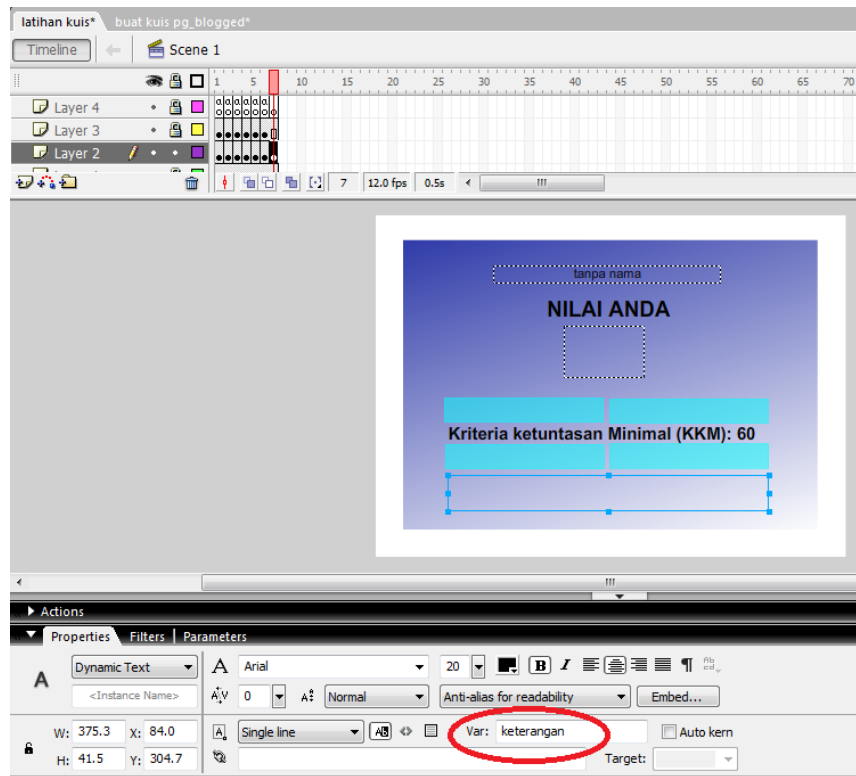 latihan kuis* buat kuis pg_blogged*
Timeline Scene 1
1 5 10 15 20 25 30 35 40 45 50 55 60 65 70
Layer 4
Layer 3
Layer 2
7 12.0 fps 0.5s
tanpa nama
NILAI ANDA
Kriteria ketuntasan Minimal (KKM): 60
Actions
Properties Filters Parameters
A Dynamic Text A Arial 20 B I
<Instance Name> A|V 0 Normal Anti-alias for readability Embed...
W: 375.3 X: 84.0 Single line Var: keterangan Auto kern
H: 41.5 Y: 304.7 Target: